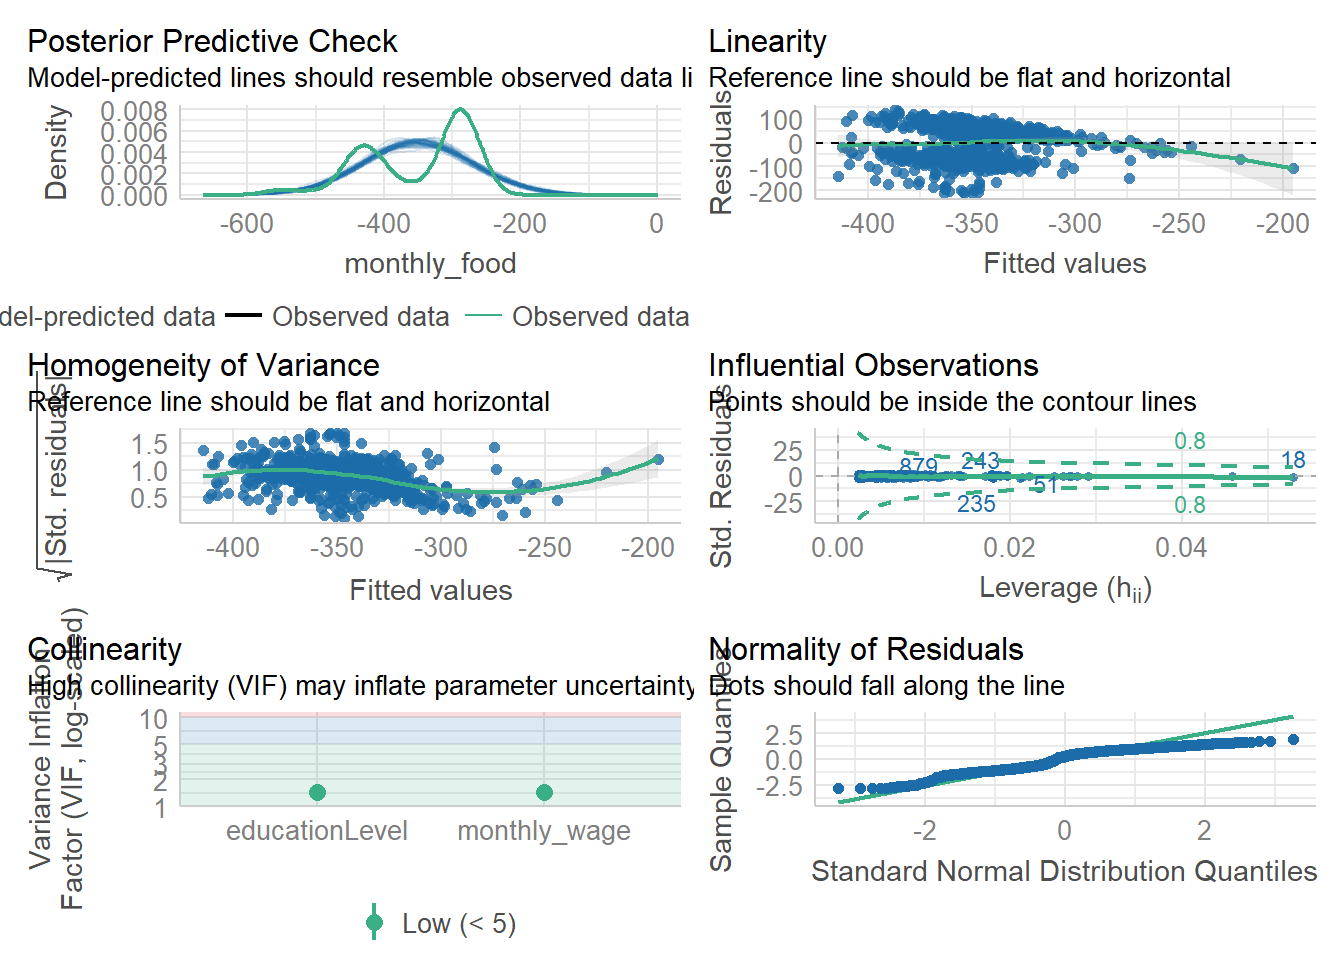 Posterior Predictive Check
Model-predicted lines should resemble observed data li
Density
0.008
0.006
0.004
0.002
0.000
-600
-400
-200
0
monthly_food
del-predicted data
Observed data
Observed data
Linearity
Reference line should be flat and horizontal
Residuals
100
0
-100
-200
-400
-350
-300
-250
-200
Fitted values
Homogeneity of Variance
Reference line should be flat and horizontal
√|Std. residuals|
1.5
1.0
0.5
-400
-350
-300
-250
-200
Fitted values
Influential Observations
Points should be inside the contour lines
Std. Residuals
25
0
-25
0.8
879
243
18
51
235
0.8
0.00
0.02
0.04
Leverage (hii)
Collinearity
High collinearity (VIF) may inflate parameter uncertainty
Variance Inflation
Factor (VIF, log-scaled)
10
5
3
2
1
educationLevel
monthly_wage
Low (< 5)
Normality of Residuals
Dots should fall along the line
Sample Quantiles
2.5
0.0
-2.5
-2
0
2
Standard Normal Distribution Quantiles